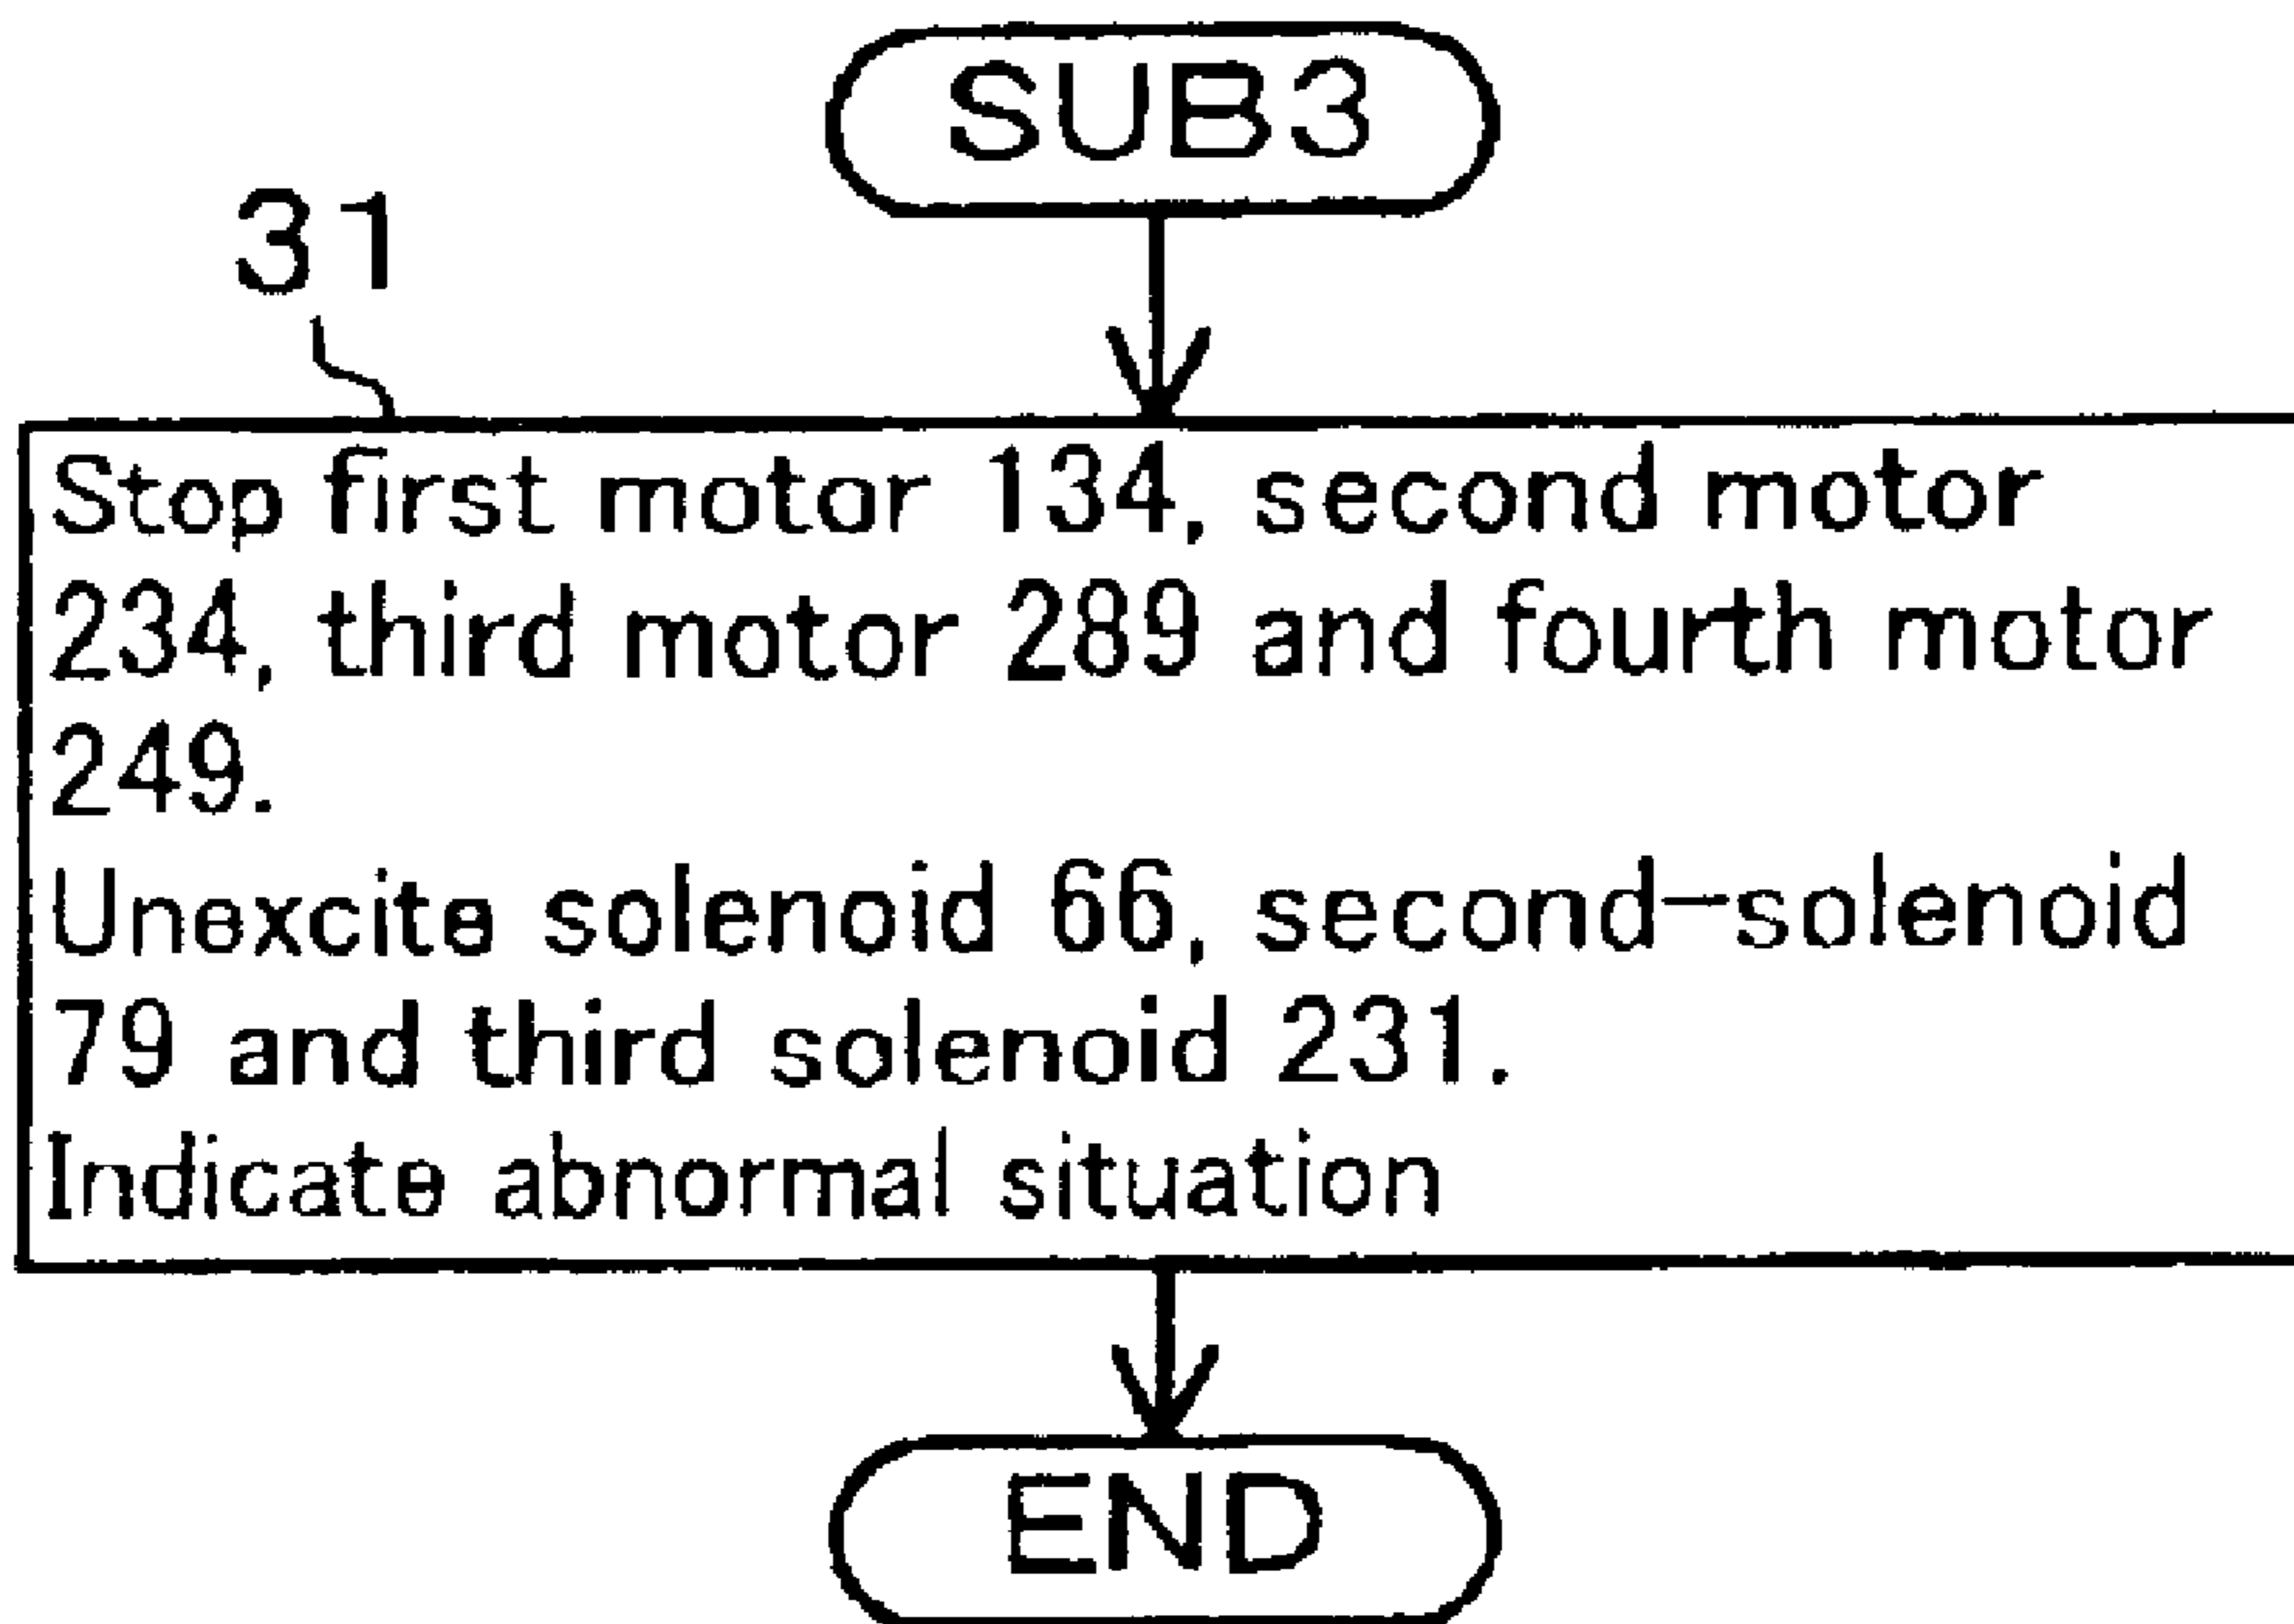 SUB3
31
Stop first motor 134, second motor
234, third motor 289 and fourth motor
249.
Unexcite solenoid 66, second-solenoid
79 and third solenoid 231.
Indicate abnormal situation
END